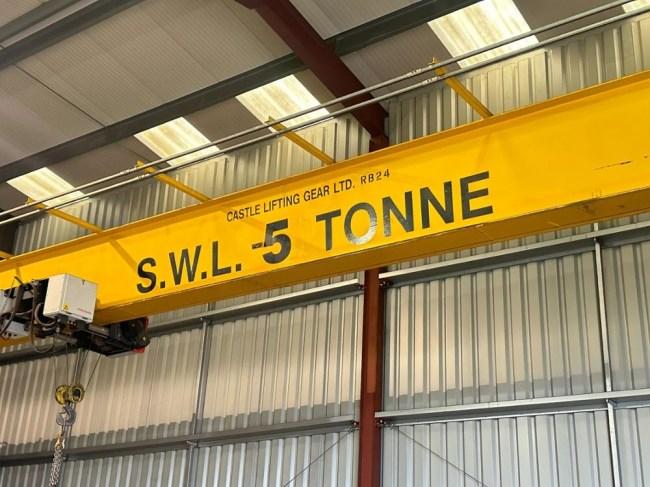 CASTLE LIFTING GEAR LTD. RB24
S.W.L. -5 TONNE